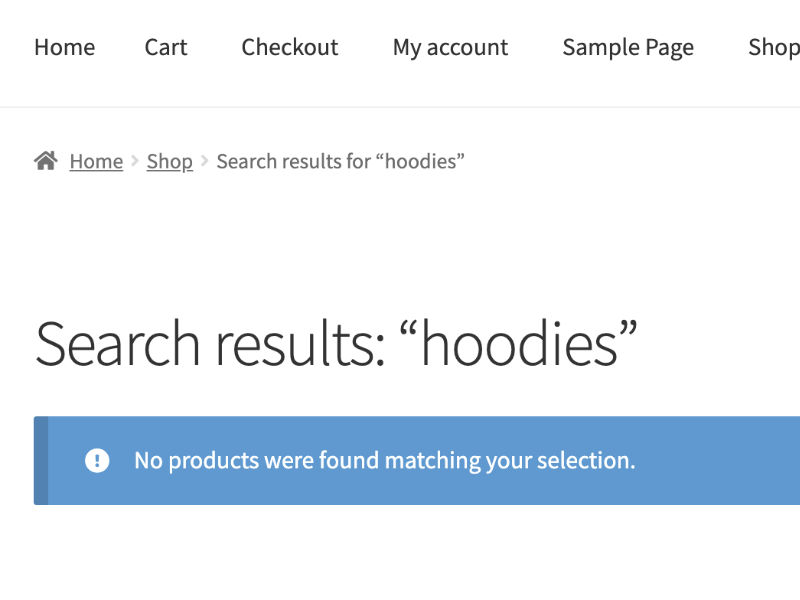 Home Cart Checkout My account Sample Page Shop
Home Shop Search results for “hoodies”
Search results: “hoodies”
No products were found matching your selection.